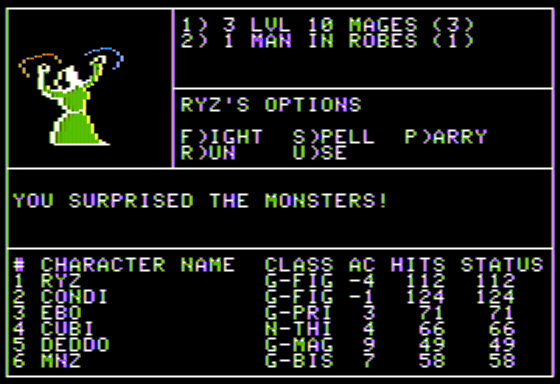 1) 3 LVL 10 MAGES (3)
2) 1 MAN IN ROBES (1)
RYZ'S OPTIONS
F)IGHT S)PELL P)ARRY
R)UN U)SE
YOU SURPRISED THE MONSTERS!
# CHARACTER NAME CLASS AC HITS STATUS
1 RYZ G-FIG -4 112 112
2 CONDI G-FIG -1 124 124
3 EBO G-PRI 3 71 71
4 CUBI N-THI 4 66 66
5 DEDDO G-MAG 9 49 49
6 MNZ G-BIS 7 58 58